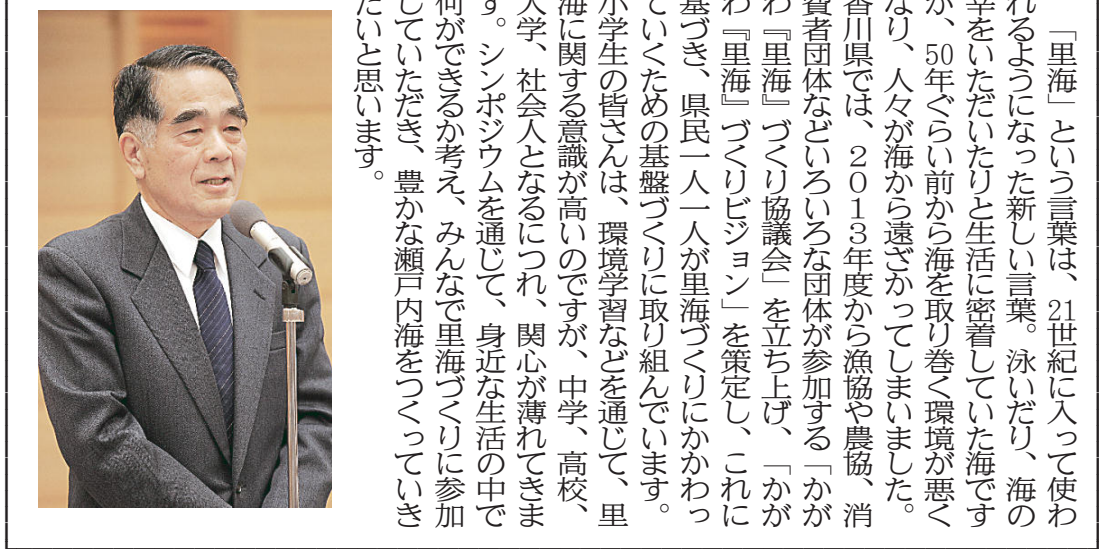 「里海」という言葉は、21世紀に入って使わ
れるようになった新しい言葉。泳いだり、海の
幸をいただいたりと生活に密着していた海です
が、50年ぐらい前から海を取り巻く環境が悪く
なり、人々が海から遠ざかってしまいました。
香川県では、２０１３年度から漁協や農協、消
費者団体などいろいろな団体が参加する「かが
わ『里海』づくり協議会」を立ち上げ、「かが
わ『里海』づくりビジョン」を策定し、これに
基づき、県民一人一人が里海づくりにかかわっ
ていくための基盤づくりに取り組んでいます。
小学生の皆さんは、環境学習などを通じて、里
海に関する意識が高いのですが、中学、高校、
大学、社会人となるにつれ、関心が薄れてきま
す。シンポジウムを通じて、身近な生活の中で
何ができるか考え、みんなで里海づくりに参加
していただき、豊かな瀬戸内海をつくっていき
たいと思います。